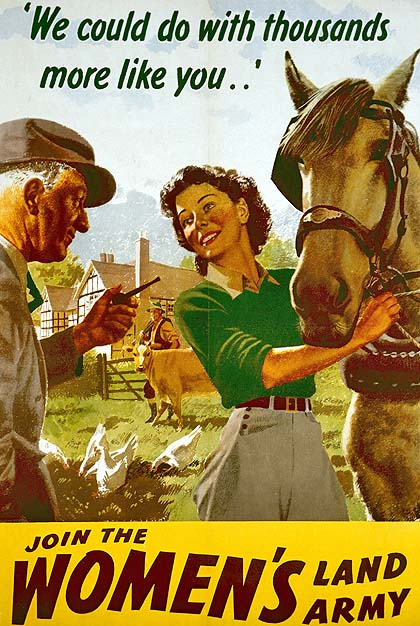 'We could do with thousands
more like you..'
JOIN THE
WOMEN'S LAND
ARMY